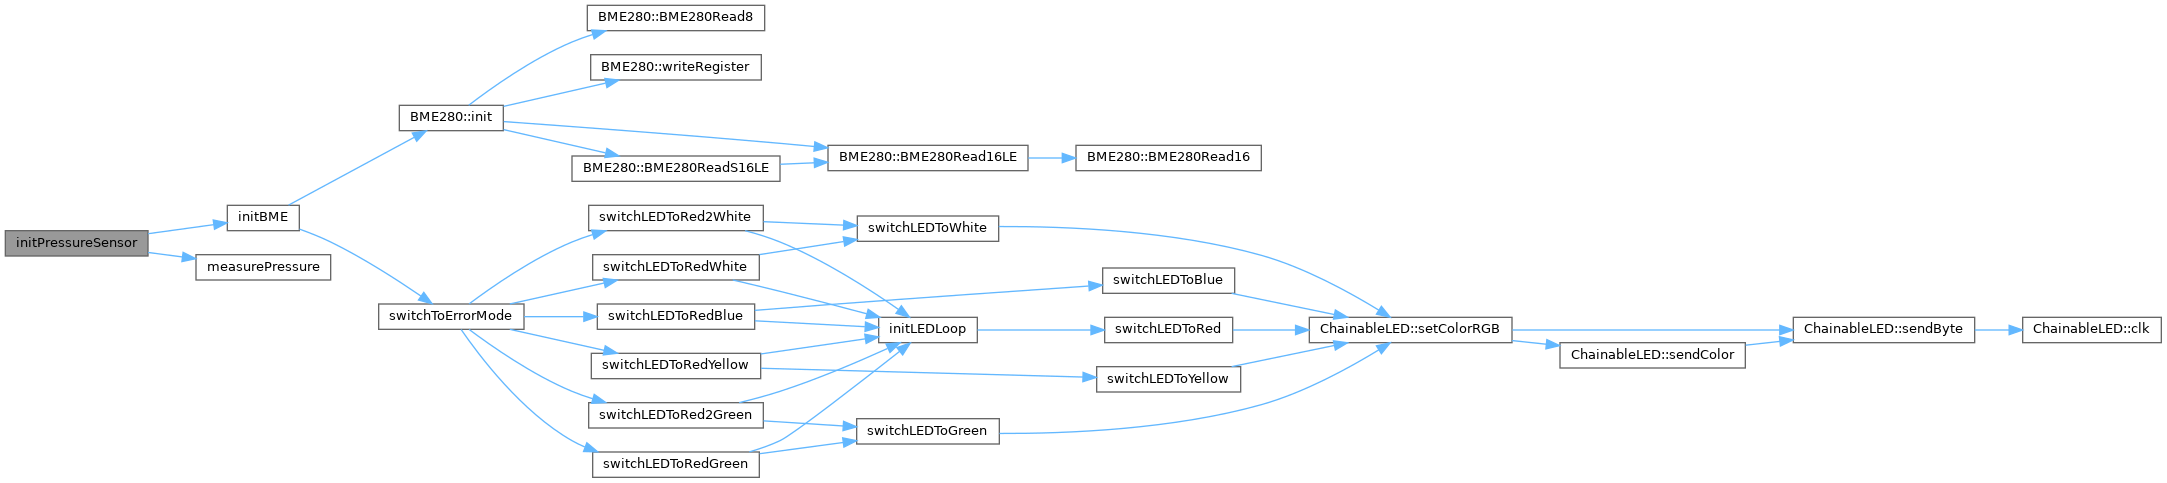 initPressureSensor
initBME
measurePressure
BME280::init
switchToErrorMode
BME280::BME280Read8
BME280::writeRegister
BME280::BME280ReadS16LE
BME280::BME280Read16LE
BME280::BME280Read16
switchLEDToRed2White
switchLEDToRedWhite
switchLEDToRedBlue
switchLEDToRedYellow
switchLEDToRed2Green
switchLEDToRedGreen
switchLEDToWhite
initLEDLoop
switchLEDToGreen
switchLEDToBlue
switchLEDToRed
switchLEDToYellow
ChainableLED::setColorRGB
ChainableLED::sendColor
ChainableLED::sendByte
ChainableLED::clk